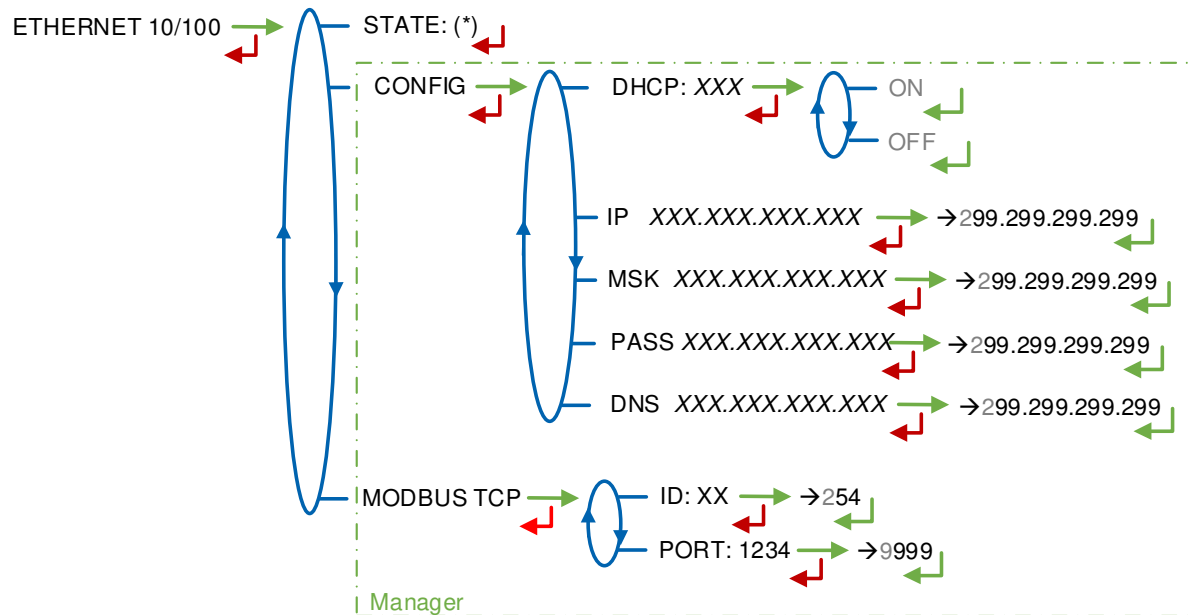 ETHERNET 10/100
STATE: (*)
CONFIG
DHCP: XXX
ON
OFF
IP XXX.XXX.XXX.XXX →299.299.299.299
MSK XXX.XXX.XXX.XXX →299.299.299.299
PASS XXX.XXX.XXX.XXX →299.299.299.299
DNS XXX.XXX.XXX.XXX →299.299.299.299
MODBUS TCP
ID: XX →254
PORT: 1234 →9999
Manager